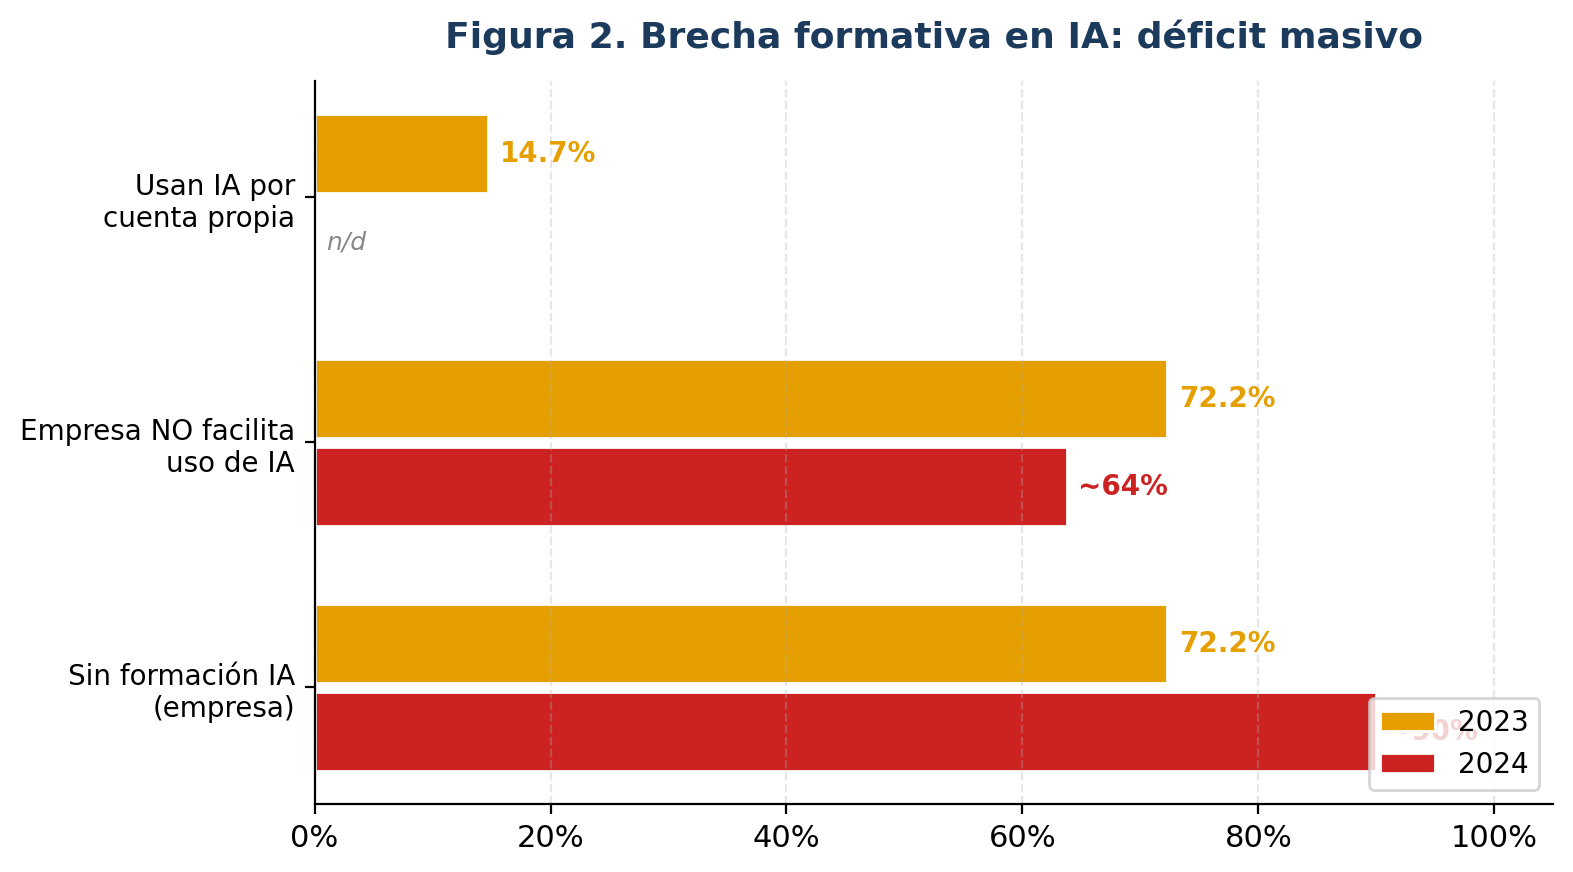 Figura 2. Brecha formativa en IA: déficit masivo
14.7%
Usan IA por
cuenta propia
n/d
72.2%
Empresa NO facilita
uso de IA
~64%
72.2%
Sin formación IA
(empresa)
~90%
2023
2024
0% 20% 40% 60% 80% 100%